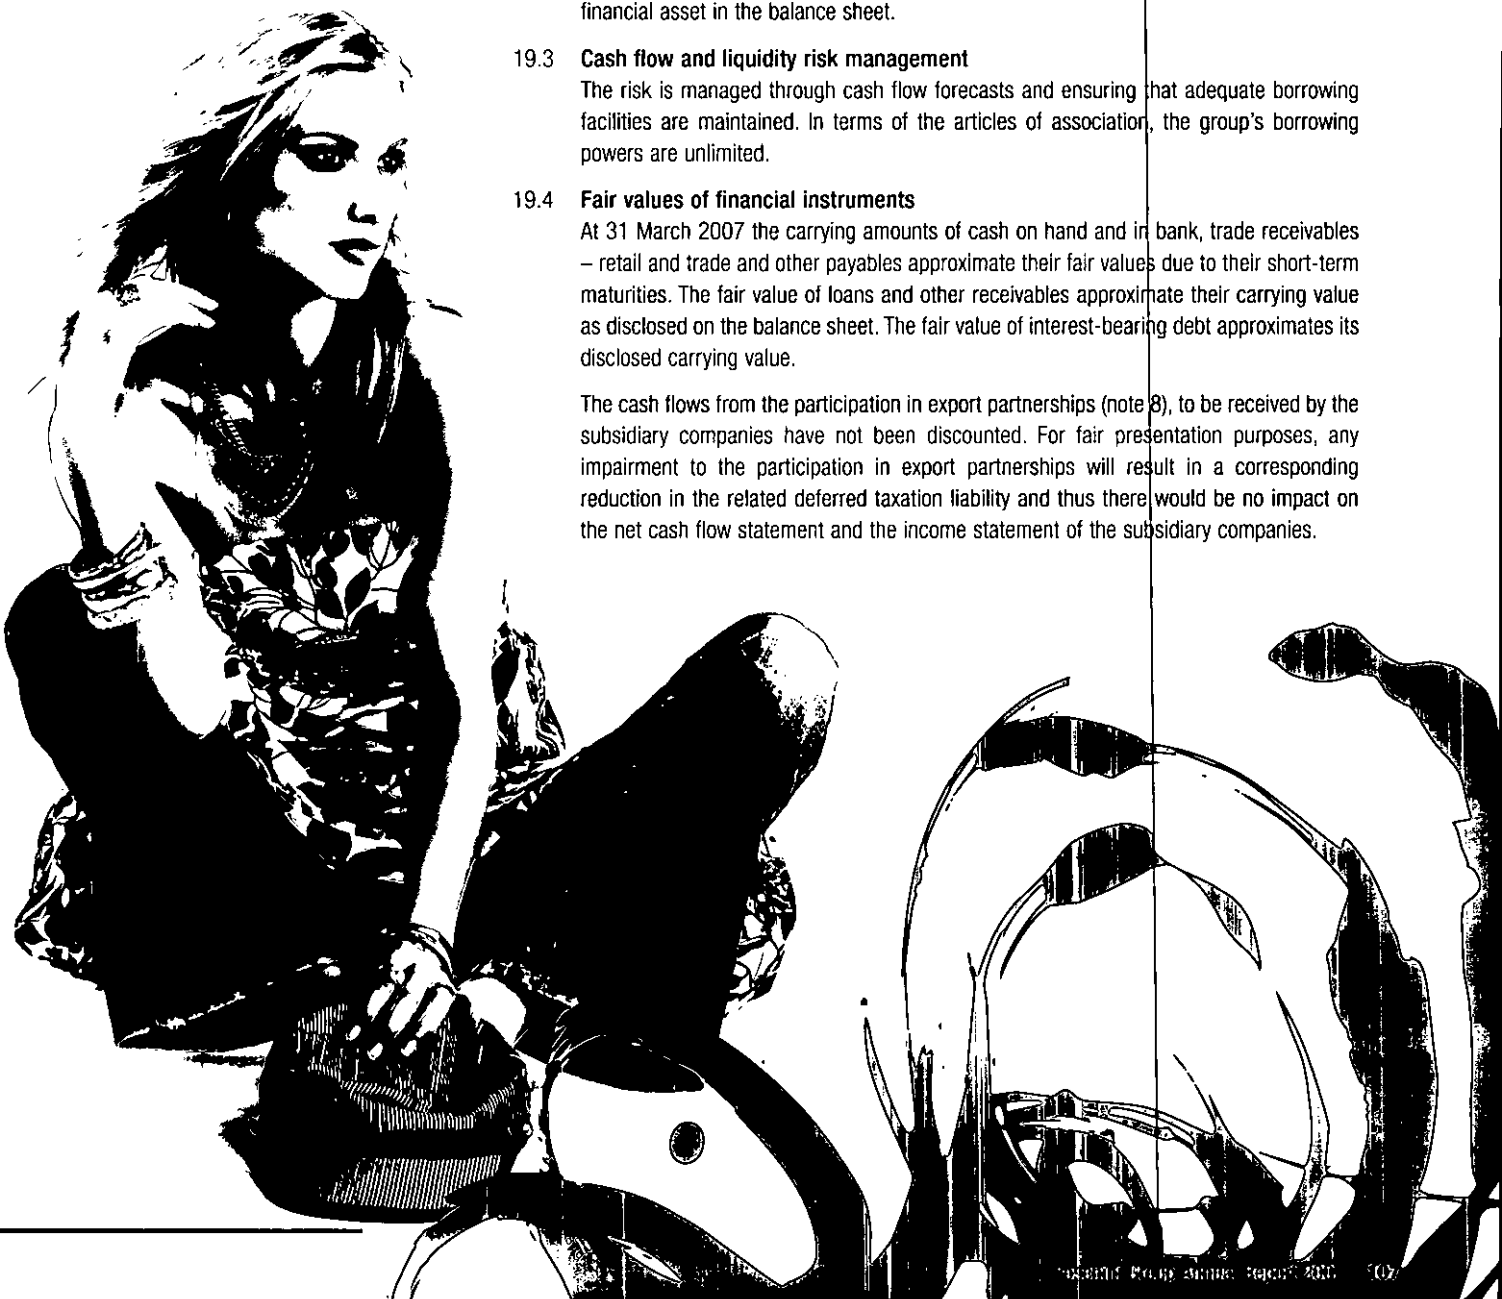 financial asset in the balance sheet.
19.3 Cash flow and liquidity risk management
The risk is managed through cash flow forecasts and ensuring that adequate borrowing
facilities are maintained. In terms of the articles of association, the group's borrowing
powers are unlimited.
19.4 Fair values of financial instruments
At 31 March 2007 the carrying amounts of cash on hand and in bank, trade receivables
– retail and trade and other payables approximate their fair values due to their short-term
maturities. The fair value of loans and other receivables approximate their carrying value
as disclosed on the balance sheet. The fair value of interest-bearing debt approximates its
disclosed carrying value.
The cash flows from the participation in export partnerships (note 8), to be received by the
subsidiary companies have not been discounted. For fair presentation purposes, any
impairment to the participation in export partnerships will result in a corresponding
reduction in the related deferred taxation liability and thus there would be no impact on
the net cash flow statement and the income statement of the subsidiary companies.
Group Annual Report